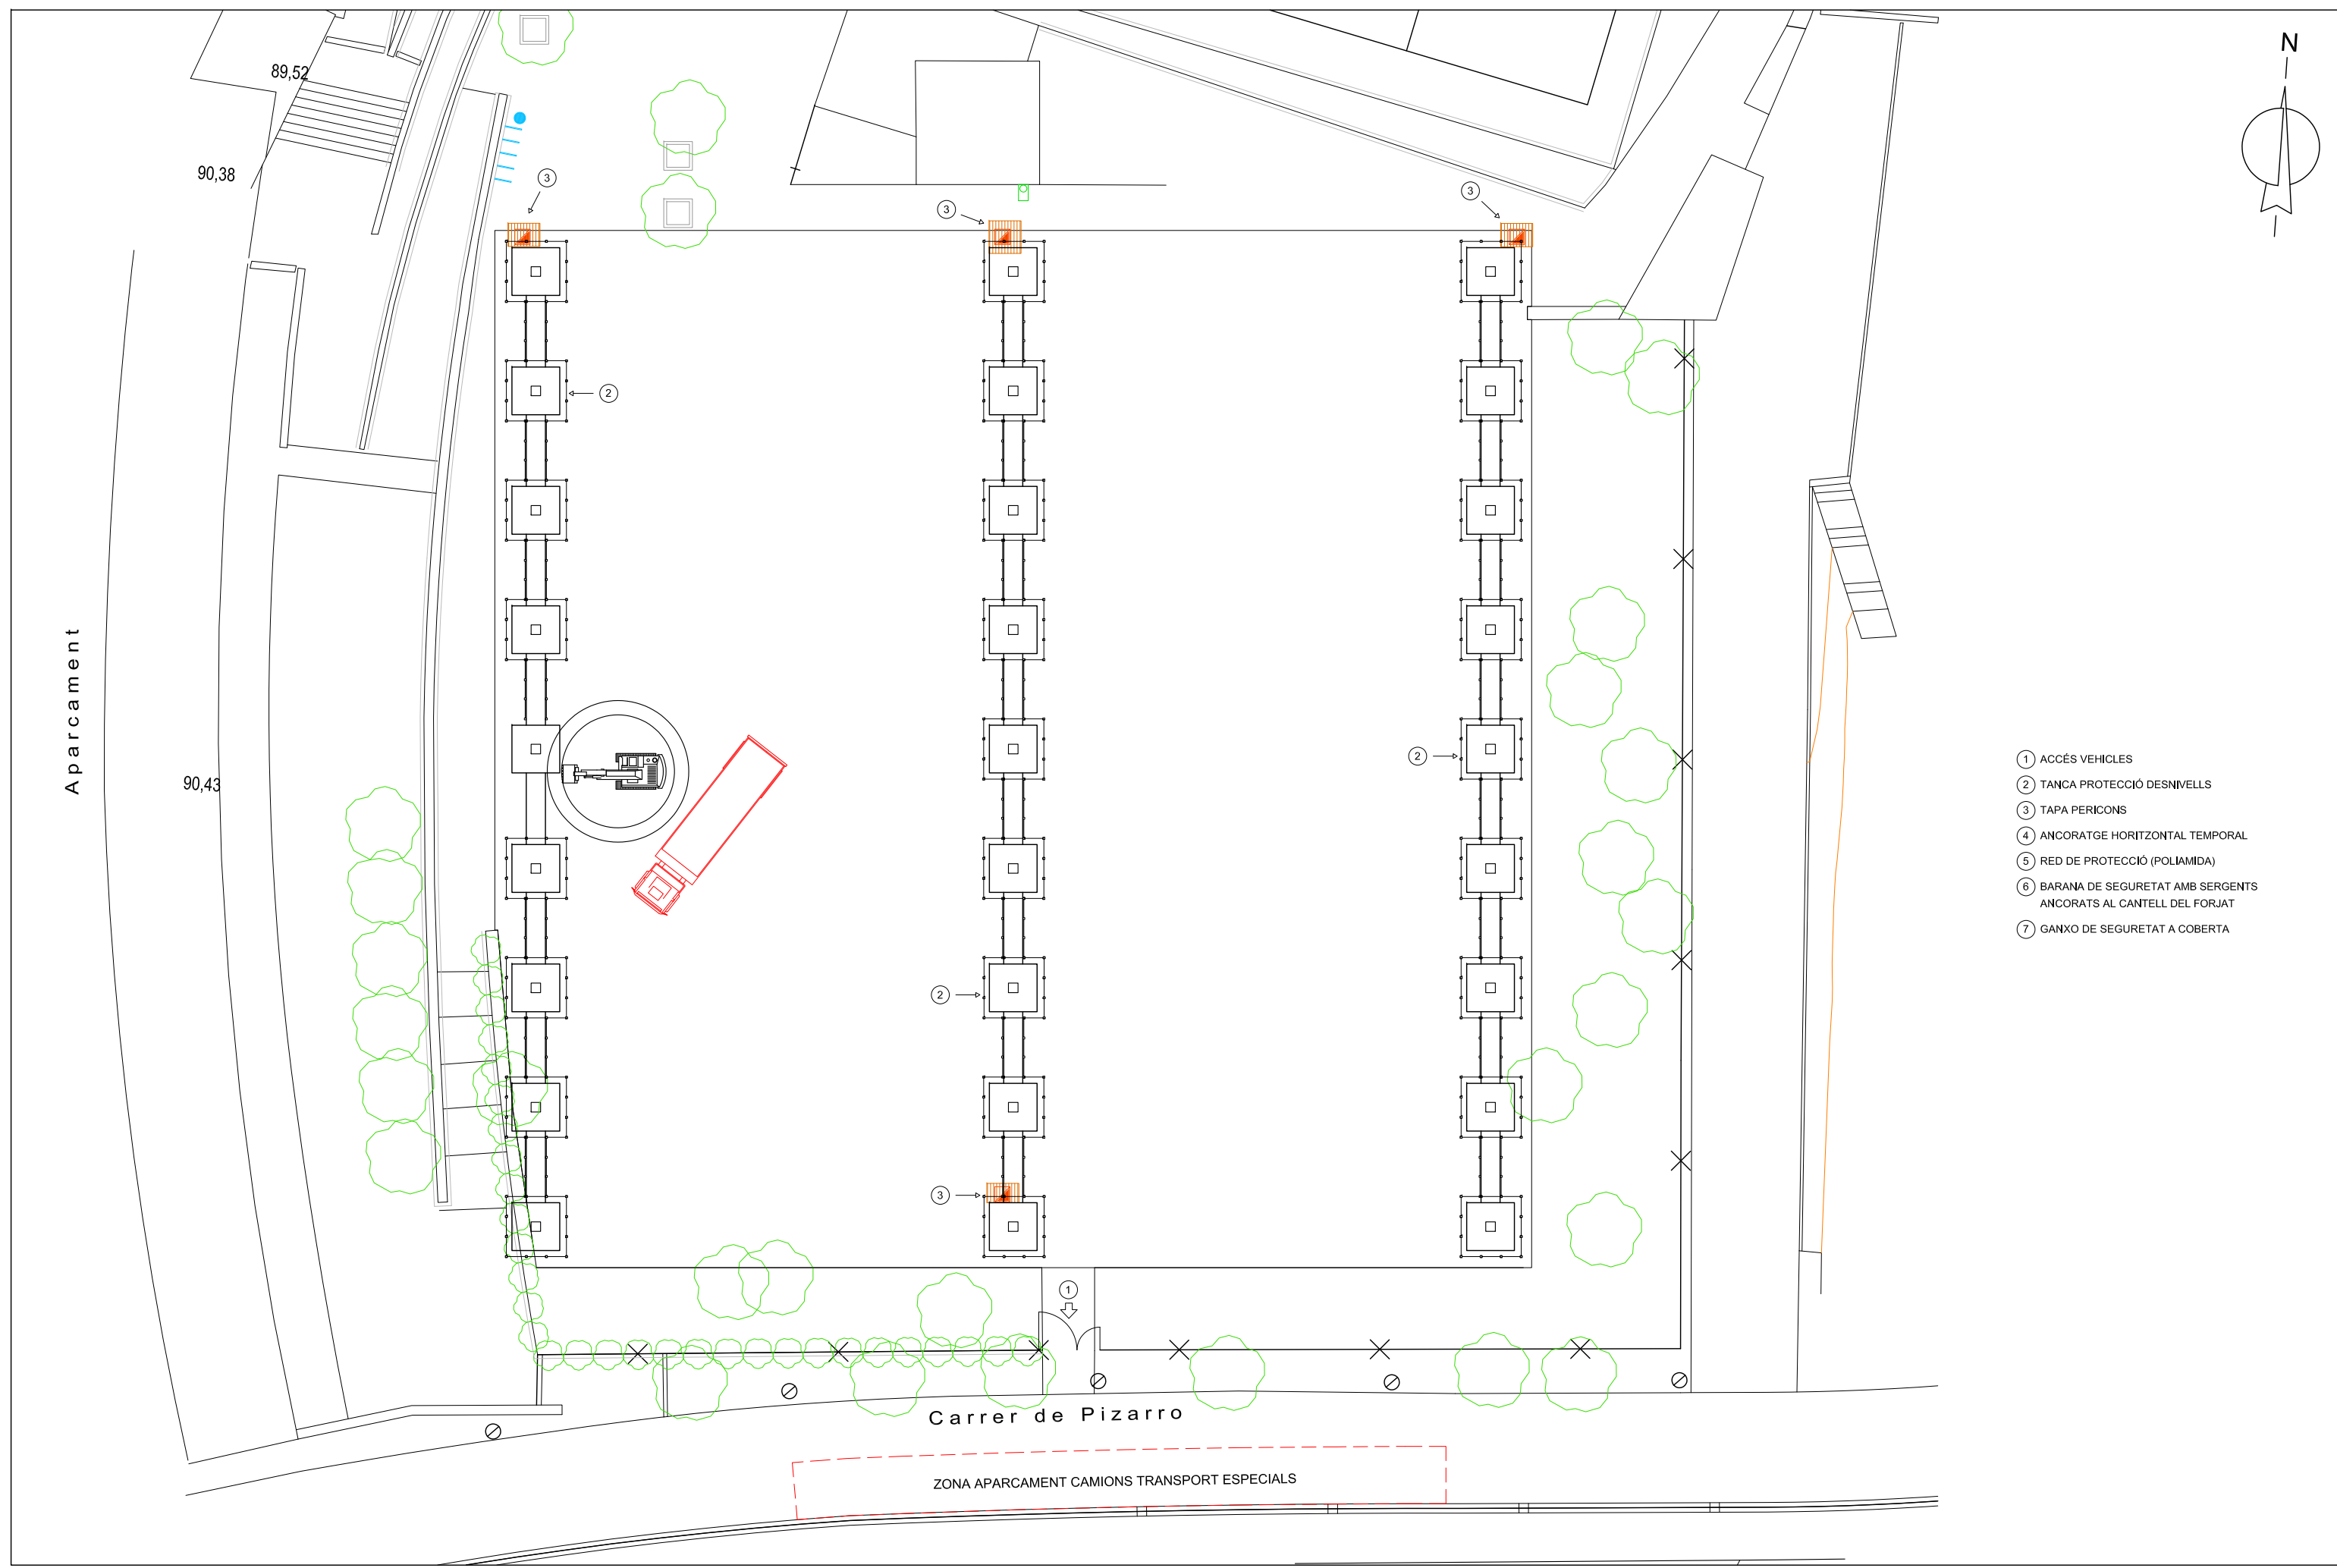 N
89,52
90,38
3
3
3
2
Aparcament
2
90,43
1 ACCÉS VEHICLES
2 TANCA PROTECCIÓ DESNIVELLS
3 TAPA PERICONS
4 ANCORATGE HORITZONTAL TEMPORAL
5 RED DE PROTECCIÓ (POLIAMIDA)
6 BARANA DE SEGURETAT AMB SERGENTS
ANCORATS AL CANTELL DEL FORJAT
7 GANXO DE SEGURETAT A COBERTA
2
3
1
Carrer de Pizarro
ZONA APARCAMENT CAMIONS TRANSPORT ESPECIALS